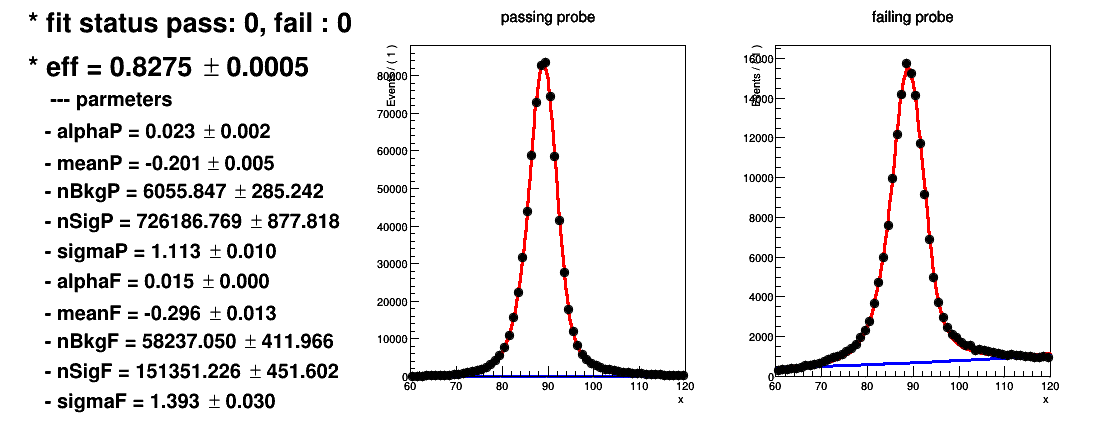 * fit status pass: 0, fail : 0
* eff = 0.8275 ± 0.0005
--- parmeters
- alphaP = 0.023 ± 0.002
- meanP = -0.201 ± 0.005
- nBkgP = 6055.847 ± 285.242
- nSigP = 726186.769 ± 877.818
- sigmaP = 1.113 ± 0.010
- alphaF = 0.015 ± 0.000
- meanF = -0.296 ± 0.013
- nBkgF = 58237.050 ± 411.966
- nSigF = 151351.226 ± 451.602
- sigmaF = 1.393 ± 0.030
passing probe
Events / ( 1 )
80000
70000
60000
50000
40000
30000
20000
10000
0
60 70 80 90 100 110 120
x
failing probe
Events / ( 1 )
16000
14000
12000
10000
8000
6000
4000
2000
0
60 70 80 90 100 110 120
x